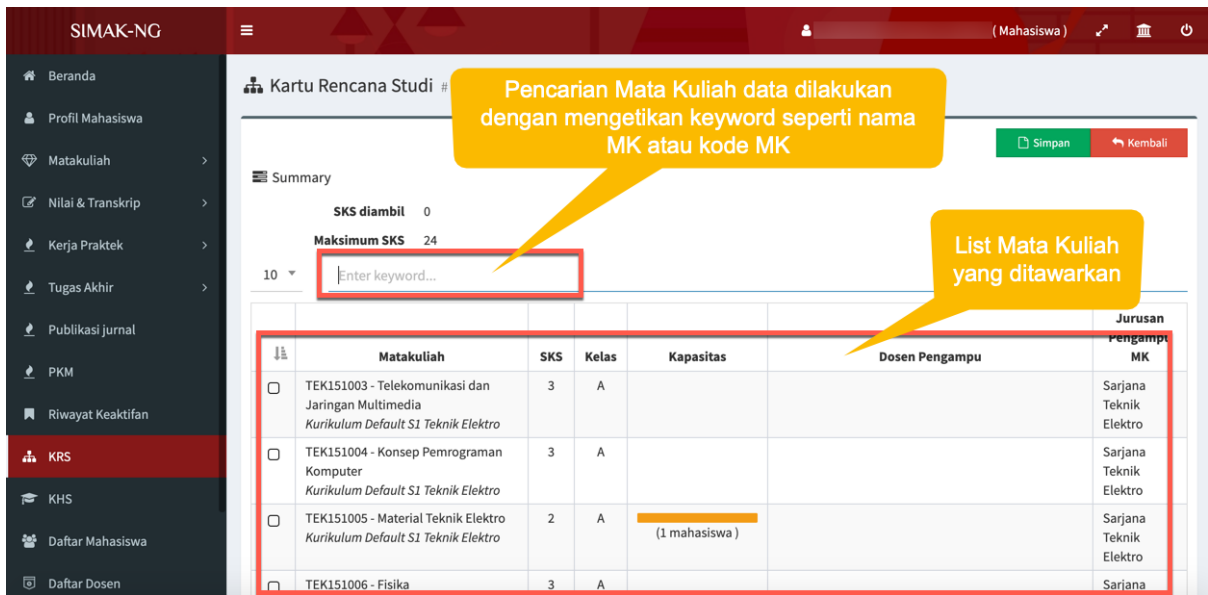 SIMAK-NG
( Mahasiswa )
Beranda
Profil Mahasiswa
Matakuliah
Nilai & Transkrip
Kerja Praktek
Tugas Akhir
Publikasi jurnal
PKM
Riwayat Keaktifan
KRS
KHS
Daftar Mahasiswa
Daftar Dosen
Kartu Rencana Studi #
Pencarian Mata Kuliah data dilakukan
dengan mengetikan keyword seperti nama
MK atau kode MK
Simpan
Kembali
Summary
SKS diambil 0
Maksimum SKS 24
10
Enter keyword...
List Mata Kuliah
yang ditawarkan
Matakuliah
SKS
Kelas
Kapasitas
Dosen Pengampu
Jurusan
Pengampu
MK
TEK151003 - Telekomunikasi dan
Jaringan Multimedia
Kurikulum Default S1 Teknik Elektro
3
A
Sarjana
Teknik
Elektro
TEK151004 - Konsep Pemrograman
Komputer
Kurikulum Default S1 Teknik Elektro
3
A
Sarjana
Teknik
Elektro
TEK151005 - Material Teknik Elektro
Kurikulum Default S1 Teknik Elektro
2
A
(1 mahasiswa )
Sarjana
Teknik
Elektro
TEK151006 - Fisika
3
A
Sarjana